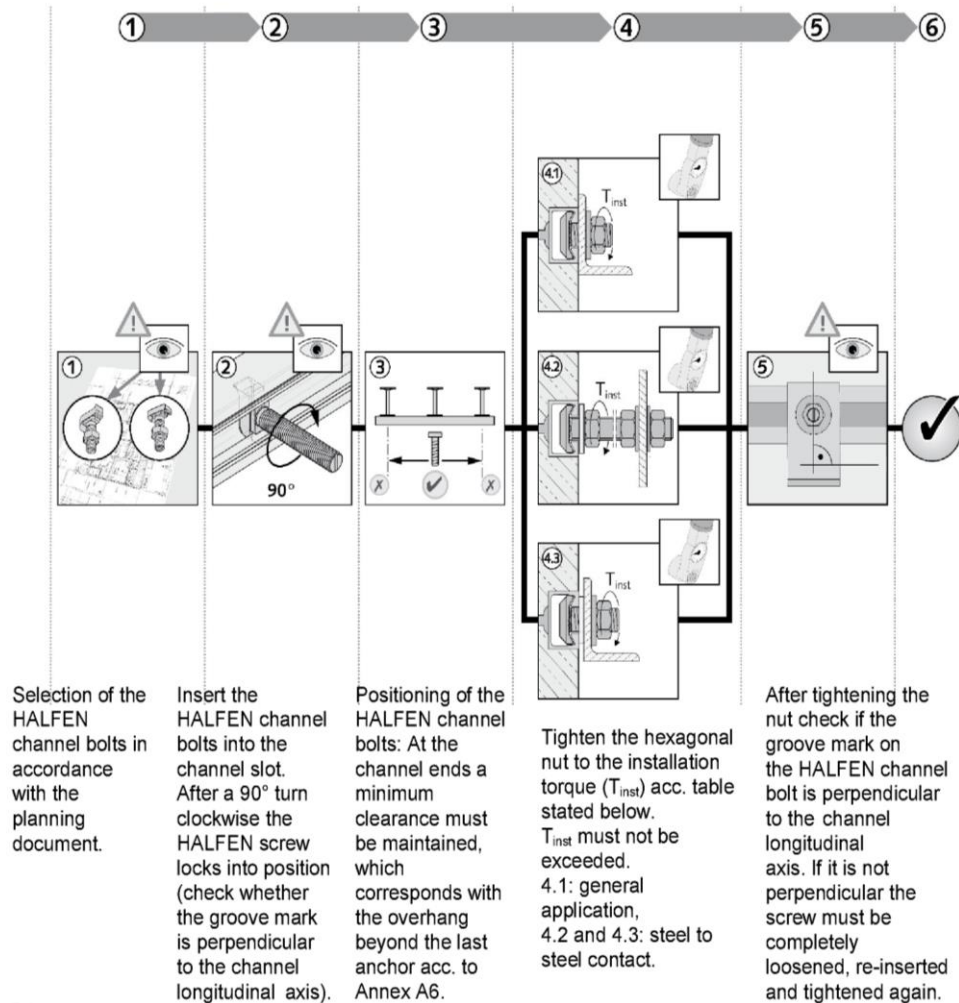 1 2 3 4 5 6
4.1
T_inst
1
2
90°
3
4.2
T_inst
5
4.3
T_inst
Selection of the
HALFEN
channel bolts in
accordance
with the
planning
document.
Insert the
HALFEN channel
bolts into the
channel slot.
After a 90° turn
clockwise the
HALFEN screw
locks into position
(check whether
the groove mark
is perpendicular
to the channel
longitudinal axis).
Positioning of the
HALFEN channel
bolts: At the
channel ends a
minimum
clearance must
be maintained,
which
corresponds with
the overhang
beyond the last
anchor acc. to
Annex A6.
Tighten the hexagonal
nut to the installation
torque (T_inst) acc. table
stated below.
T_inst must not be
exceeded.
4.1: general
application,
4.2 and 4.3: steel to
steel contact.
After tightening the
nut check if the
groove mark on
the HALFEN channel
bolt is perpendicular
to the channel
longitudinal
axis. If it is not
perpendicular the
screw must be
completely
loosened, re-inserted
and tightened again.